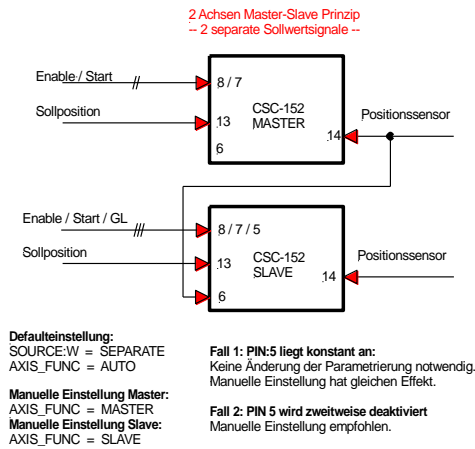 2 Achsen Master-Slave Prinzip
-- 2 separate Sollwertsignale --
Enable / Start
8 / 7
CSC-152
MASTER
Sollposition
13
Positionssensor
14
6
Enable / Start / GL
8 / 7 / 5
CSC-152
SLAVE
Sollposition
13
Positionssensor
14
6
Defaulteinstellung:
SOURCE:W = SEPARATE
AXIS_FUNC = AUTO
Manuelle Einstellung Master:
AXIS_FUNC = MASTER
Manuelle Einstellung Slave:
AXIS_FUNC = SLAVE
Fall 1: PIN:5 liegt konstant an:
Keine Änderung der Parametrierung notwendig.
Manuelle Einstellung hat gleichen Effekt.
Fall 2: PIN 5 wird zweitweise deaktiviert
Manuelle Einstellung empfohlen.